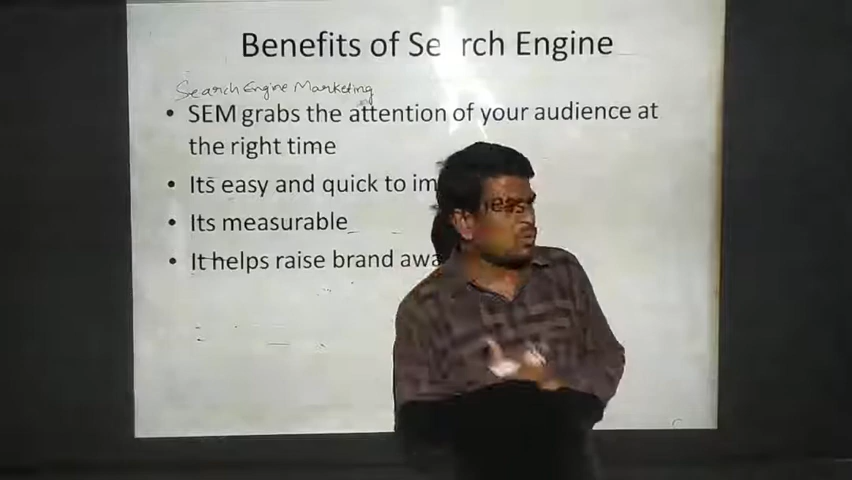 Benefits of Se rch Engine
Search Engine Marketing
• SEM grabs the attention of your audience at
the right time
• Its easy and quick to im
• Its measurable
• It helps raise brand awa